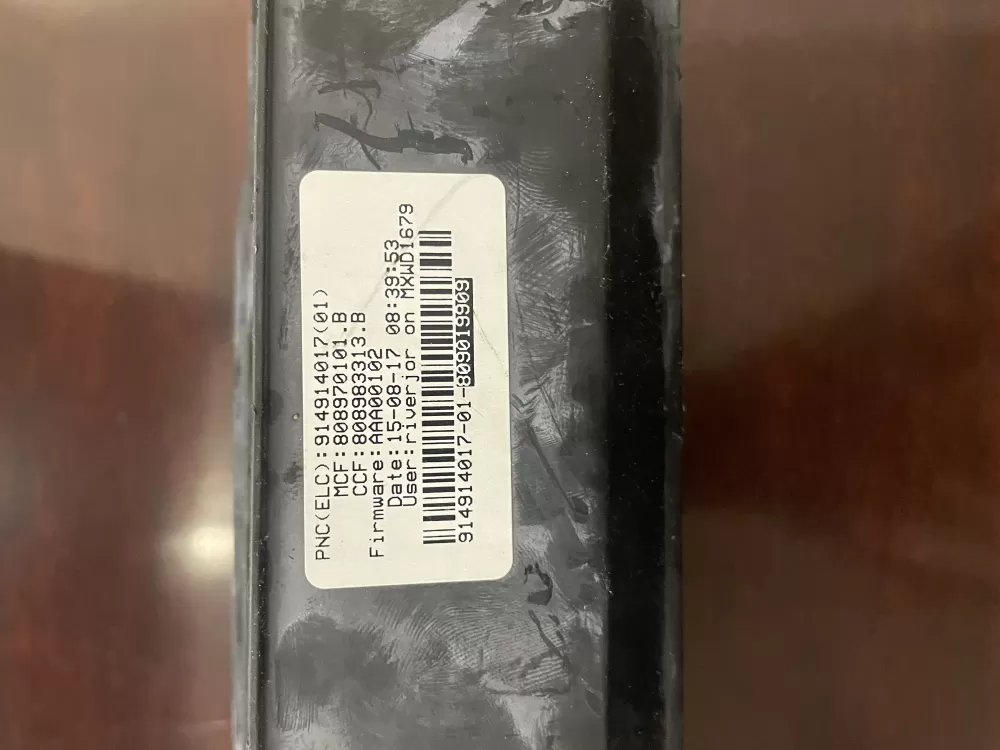 PNC(ELC):914914017(01)
MCF:808970101.B
CCF:808983313.B
Firmware:AAA00102
Date:15-08-17 08:39:53
User:riverjor on MXWD1679
914914017-01-809019909